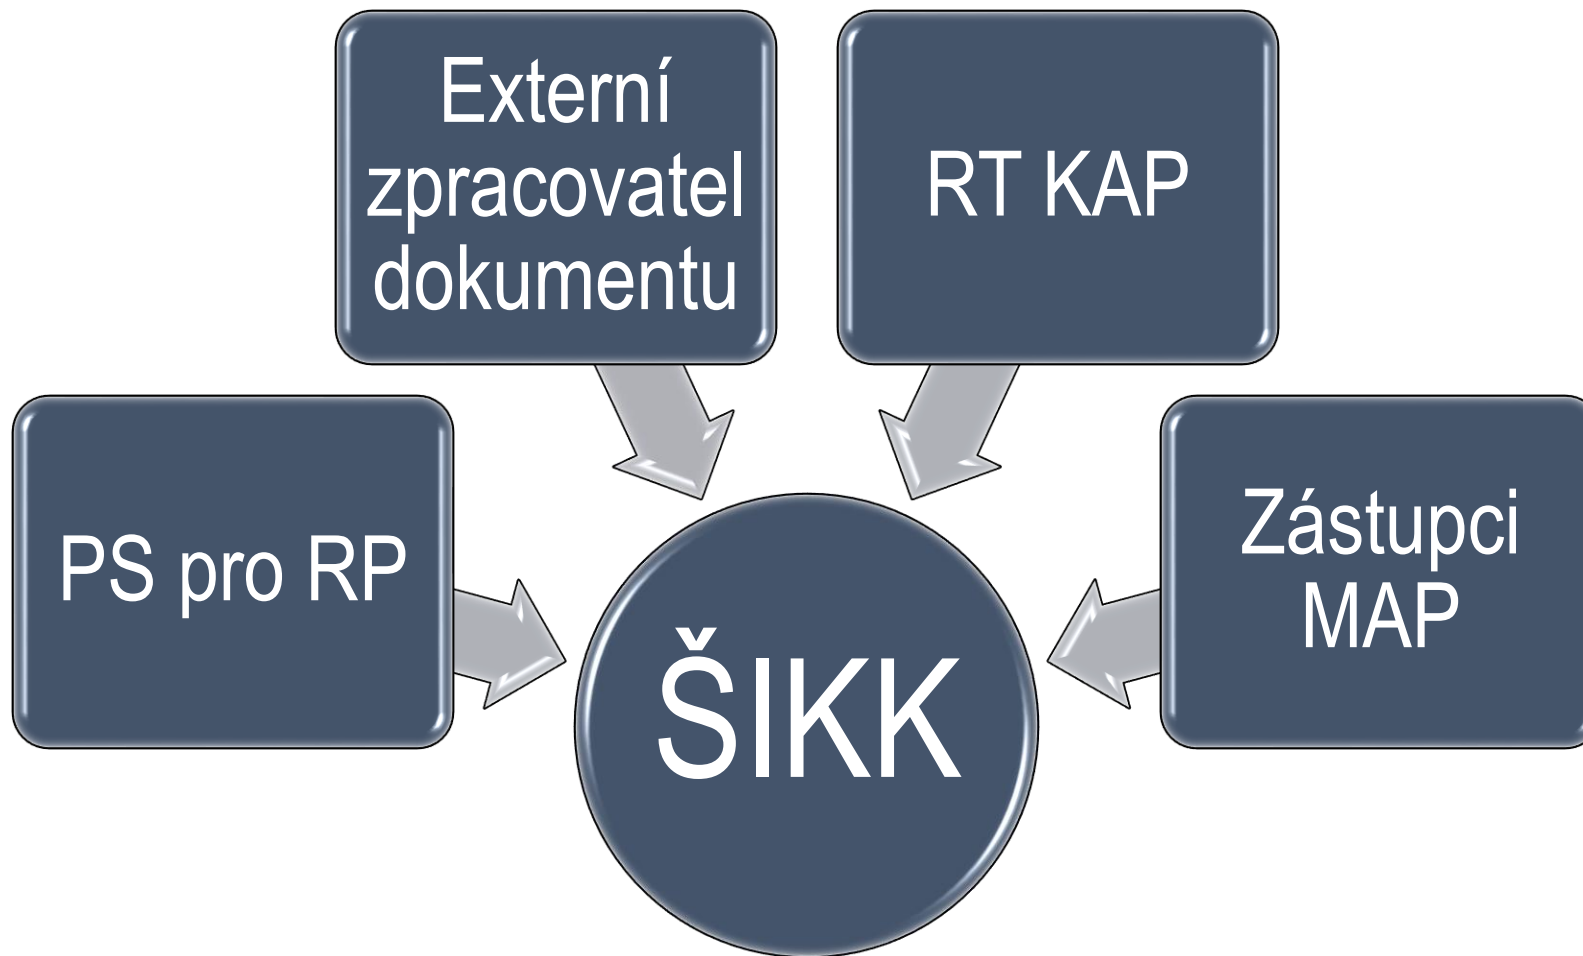 Externí
zpracovatel
dokumentu
RT KAP
PS pro RP
Zástupci
MAP
ŠIKK